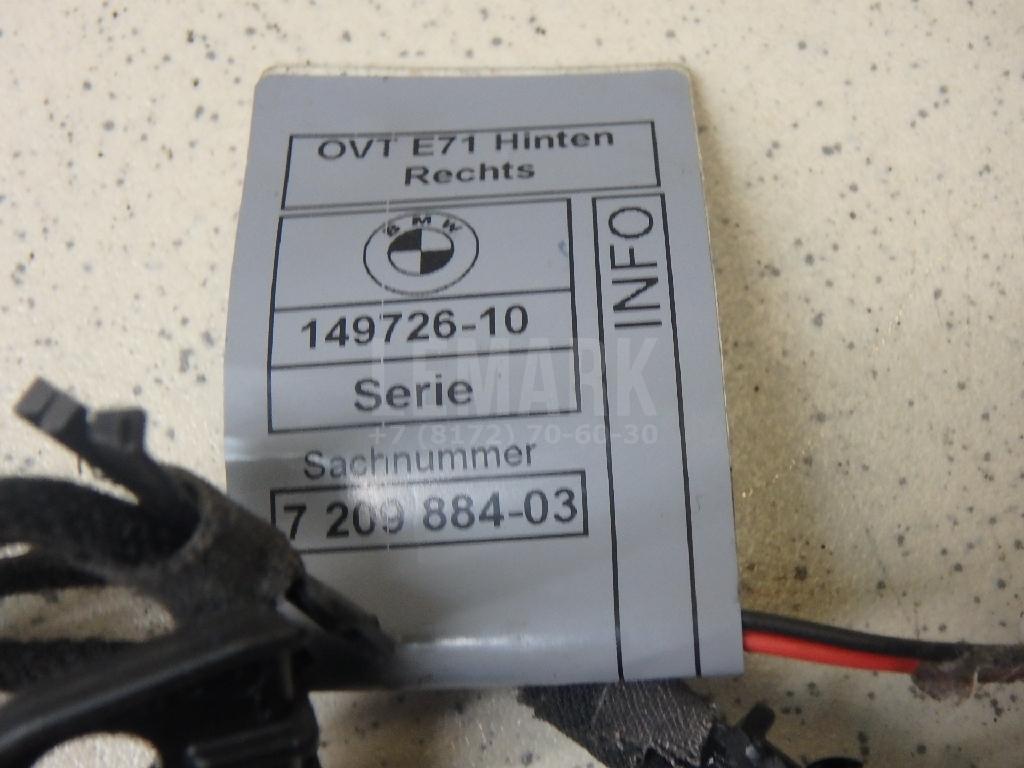 OVT E71 Hinten
Rechts
BMW
149726-10
Serie
Sachnummer
7 209 884-03
INFO
LEMARK
+7 (8172) 70-60-30